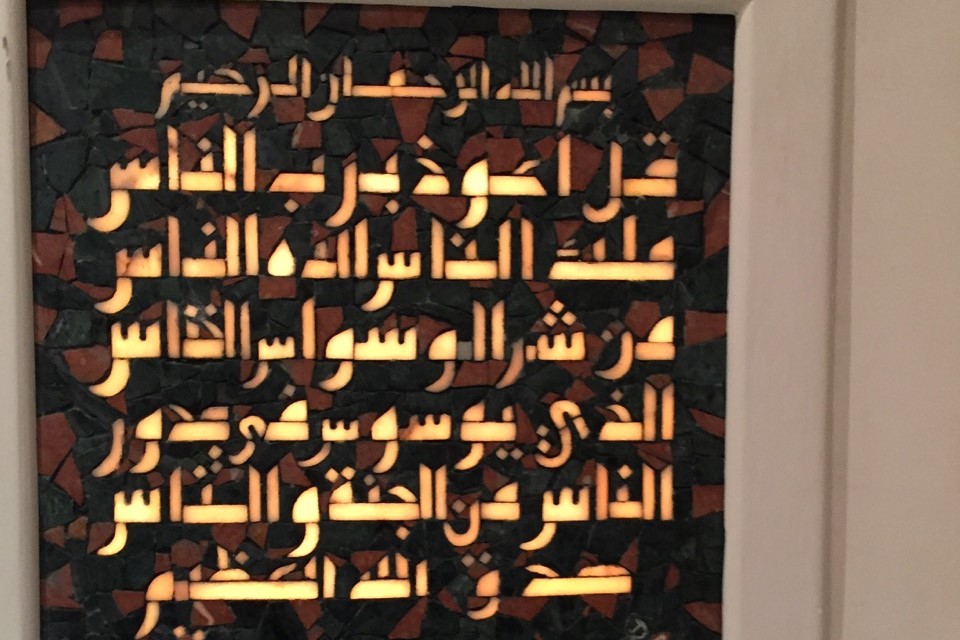 بسم الله الرحمان الرحيم
قل اعوذ برب الناس
ملك الناس اله الناس
من شر الوسواس الخناس
الذي يوسوس في صدور
الناس من الجنة والناس
صدق الله العظيم